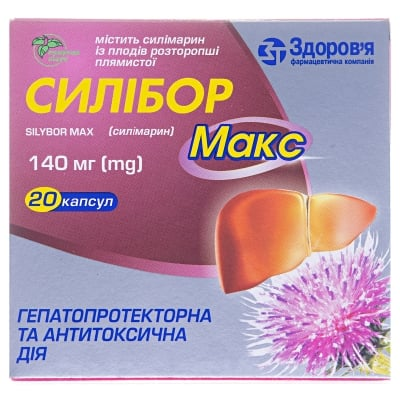 містить силімарин
із плодів розторопші
плямистої
Здоров'я
фармацевтична компанія
СИЛІБОР
SILYBOR MAX (силімарин)
Макс
140 мг (mg)
20 капсул
ГЕПАТОПРОТЕКТОРНА
ТА АНТИТОКСИЧНА
ДІЯ